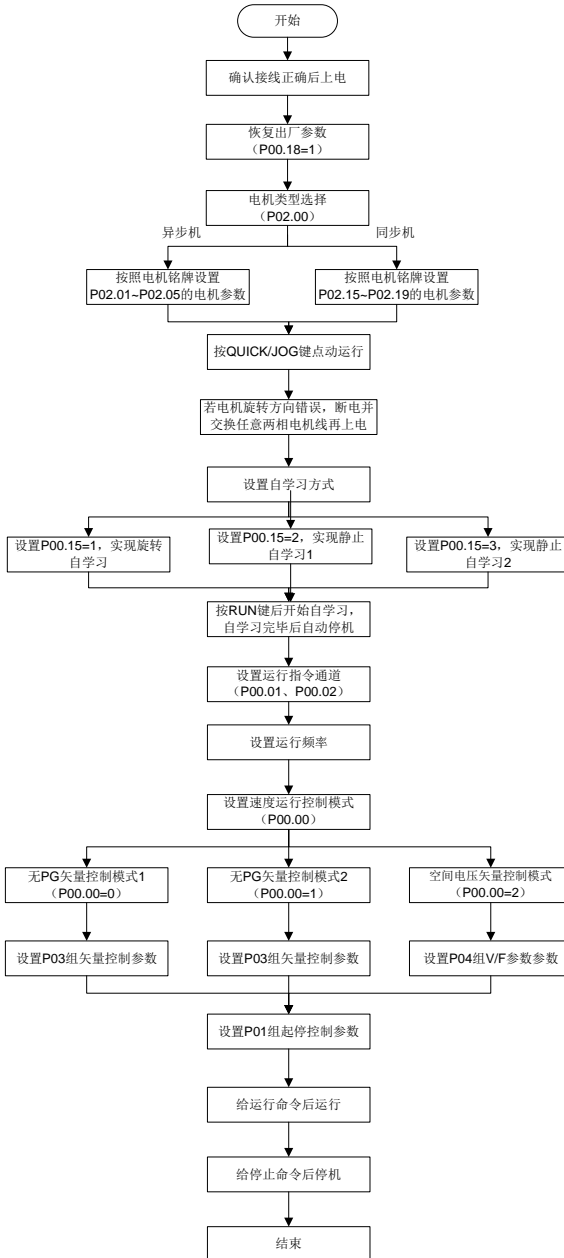 开始
确认接线正确后上电
恢复出厂参数
（P00.18=1）
电机类型选择
（P02.00）
异步机
同步机
按照电机铭牌设置
P02.01~P02.05的电机参数
按照电机铭牌设置
P02.15~P02.19的电机参数
按QUICK/JOG键点动运行
若电机旋转方向错误，断电并
交换任意两相电机线再上电
设置自学习方式
设置P00.15=1，实现旋转
自学习
设置P00.15=2，实现静止
自学习1
设置P00.15=3，实现静止
自学习2
按RUN键后开始自学习，
自学习完毕后自动停机
设置运行指令通道
（P00.01、P00.02）
设置运行频率
设置速度运行控制模式
（P00.00）
无PG矢量控制模式1
（P00.00=0）
无PG矢量控制模式2
（P00.00=1）
空间电压矢量控制模式
（P00.00=2）
设置P03组矢量控制参数
设置P03组矢量控制参数
设置P04组V/F参数参数
设置P01组起停控制参数
给运行命令后运行
给停止命令后停机
结束